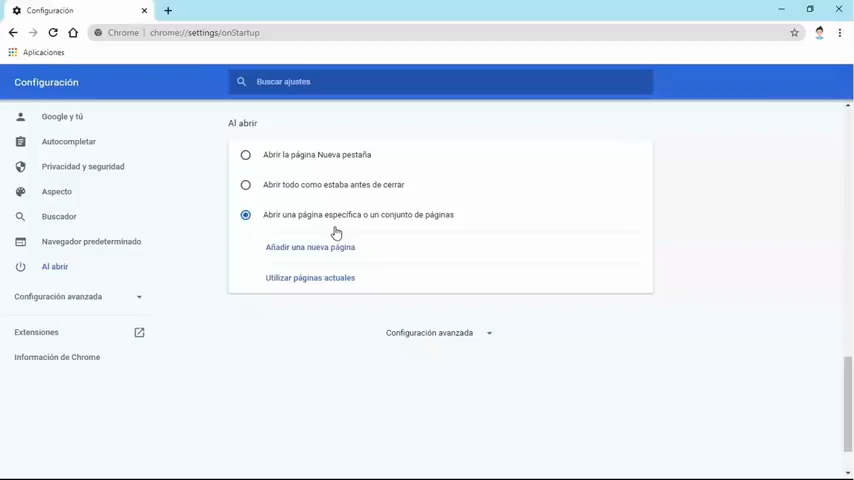 Configuración
Chrome | chrome://settings/onStartup
Aplicaciones
Configuración
Buscar ajustes
Google y tú
Autocompletar
Privacidad y seguridad
Aspecto
Buscador
Navegador predeterminado
Al abrir
Configuración avanzada
Extensiones
Información de Chrome
Al abrir
Abrir la página Nueva pestaña
Abrir todo como estaba antes de cerrar
Abrir una página específica o un conjunto de páginas
Añadir una nueva página
Utilizar páginas actuales
Configuración avanzada